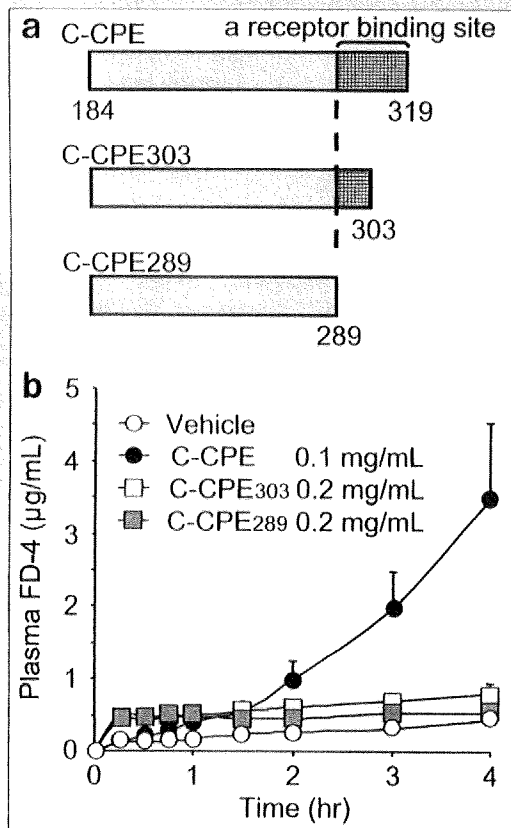 a
C-CPE a receptor binding site
184 319
C-CPE303
303
C-CPE289
289
b
5
4
3
2
1
0
Plasma FD-4 (µg/mL)
Vehicle
C-CPE 0.1 mg/mL
C-CPE303 0.2 mg/mL
C-CPE289 0.2 mg/mL
0 1 2 3 4
Time (hr)